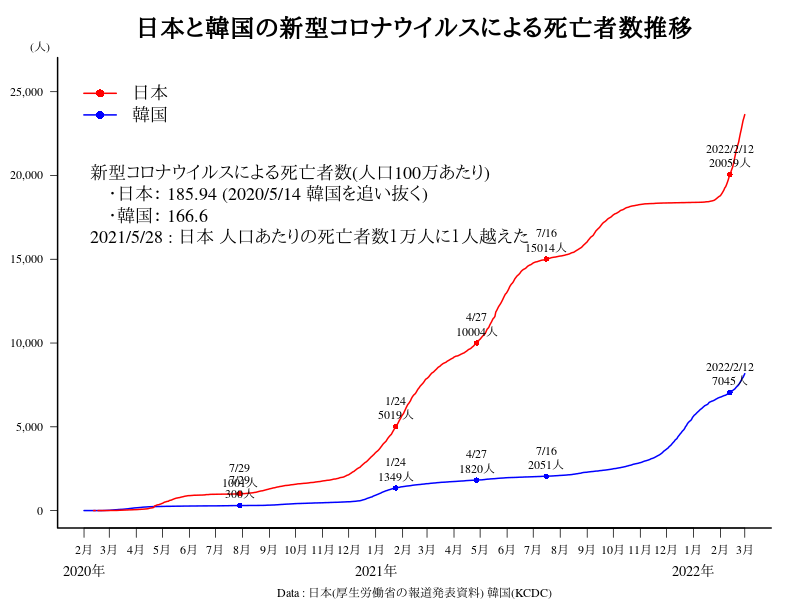 日本と韓国の新型コロナウイルスによる死亡者数推移
(人)
25,000
20,000
15,000
10,000
5,000
0
日本
韓国
新型コロナウイルスによる死亡者数(人口100万あたり)
・日本: 185.94 (2020/5/14 韓国を追い抜く)
・韓国: 166.6
2021/5/28 : 日本 人口あたりの死亡者数1万人に1人越えた
2022/2/12
20059人
7/16
15014人
4/27
10004人
1/24
5019人
7/29
1001人
2022/2/12
7045人
7/16
2051人
4/27
1820人
1/24
1349人
7/29
300人
2月 3月 4月 5月 6月 7月 8月 9月 10月 11月 12月 1月 2月 3月 4月 5月 6月 7月 8月 9月 10月 11月 12月 1月 2月 3月
2020年 2021年 2022年
Data : 日本(厚生労働省の報道発表資料) 韓国(KCDC)